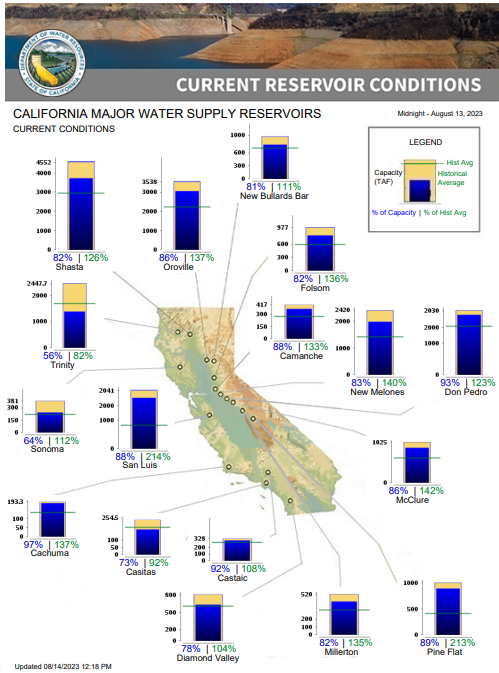 DEPARTMENT OF WATER RESOURCES
STATE OF CALIFORNIA
CURRENT RESERVOIR CONDITIONS
CALIFORNIA MAJOR WATER SUPPLY RESERVOIRS
Midnight - August 13, 2023
CURRENT CONDITIONS
LEGEND
Capacity
(TAF)
Hist Avg
Historical
Average
% of Capacity | % of Hist Avg
1000
600
300
0
81% | 111%
New Bullards Bar
4552
4000
3000
2000
1000
0
82% | 126%
Shasta
3538
3000
2000
1000
0
86% | 137%
Oroville
977
600
300
0
82% | 136%
Folsom
2447.7
2000
1000
0
56% | 82%
Trinity
417
300
150
0
88% | 133%
Camanche
2420
2000
1000
0
83% | 140%
New Melones
2030
2000
1000
0
93% | 123%
Don Pedro
381
200
100
0
64% | 112%
Sonoma
2041
2000
1000
0
88% | 214%
San Luis
1025
500
0
86% | 142%
McClure
193.3
100
50
0
97% | 137%
Cachuma
254.5
100
50
0
73% | 92%
Casitas
328
200
100
0
92% | 108%
Castaic
800
600
400
200
0
78% | 104%
Diamond Valley
520
400
200
0
82% | 135%
Millerton
1000
500
0
89% | 213%
Pine Flat
Updated 08/14/2023 12:18 PM